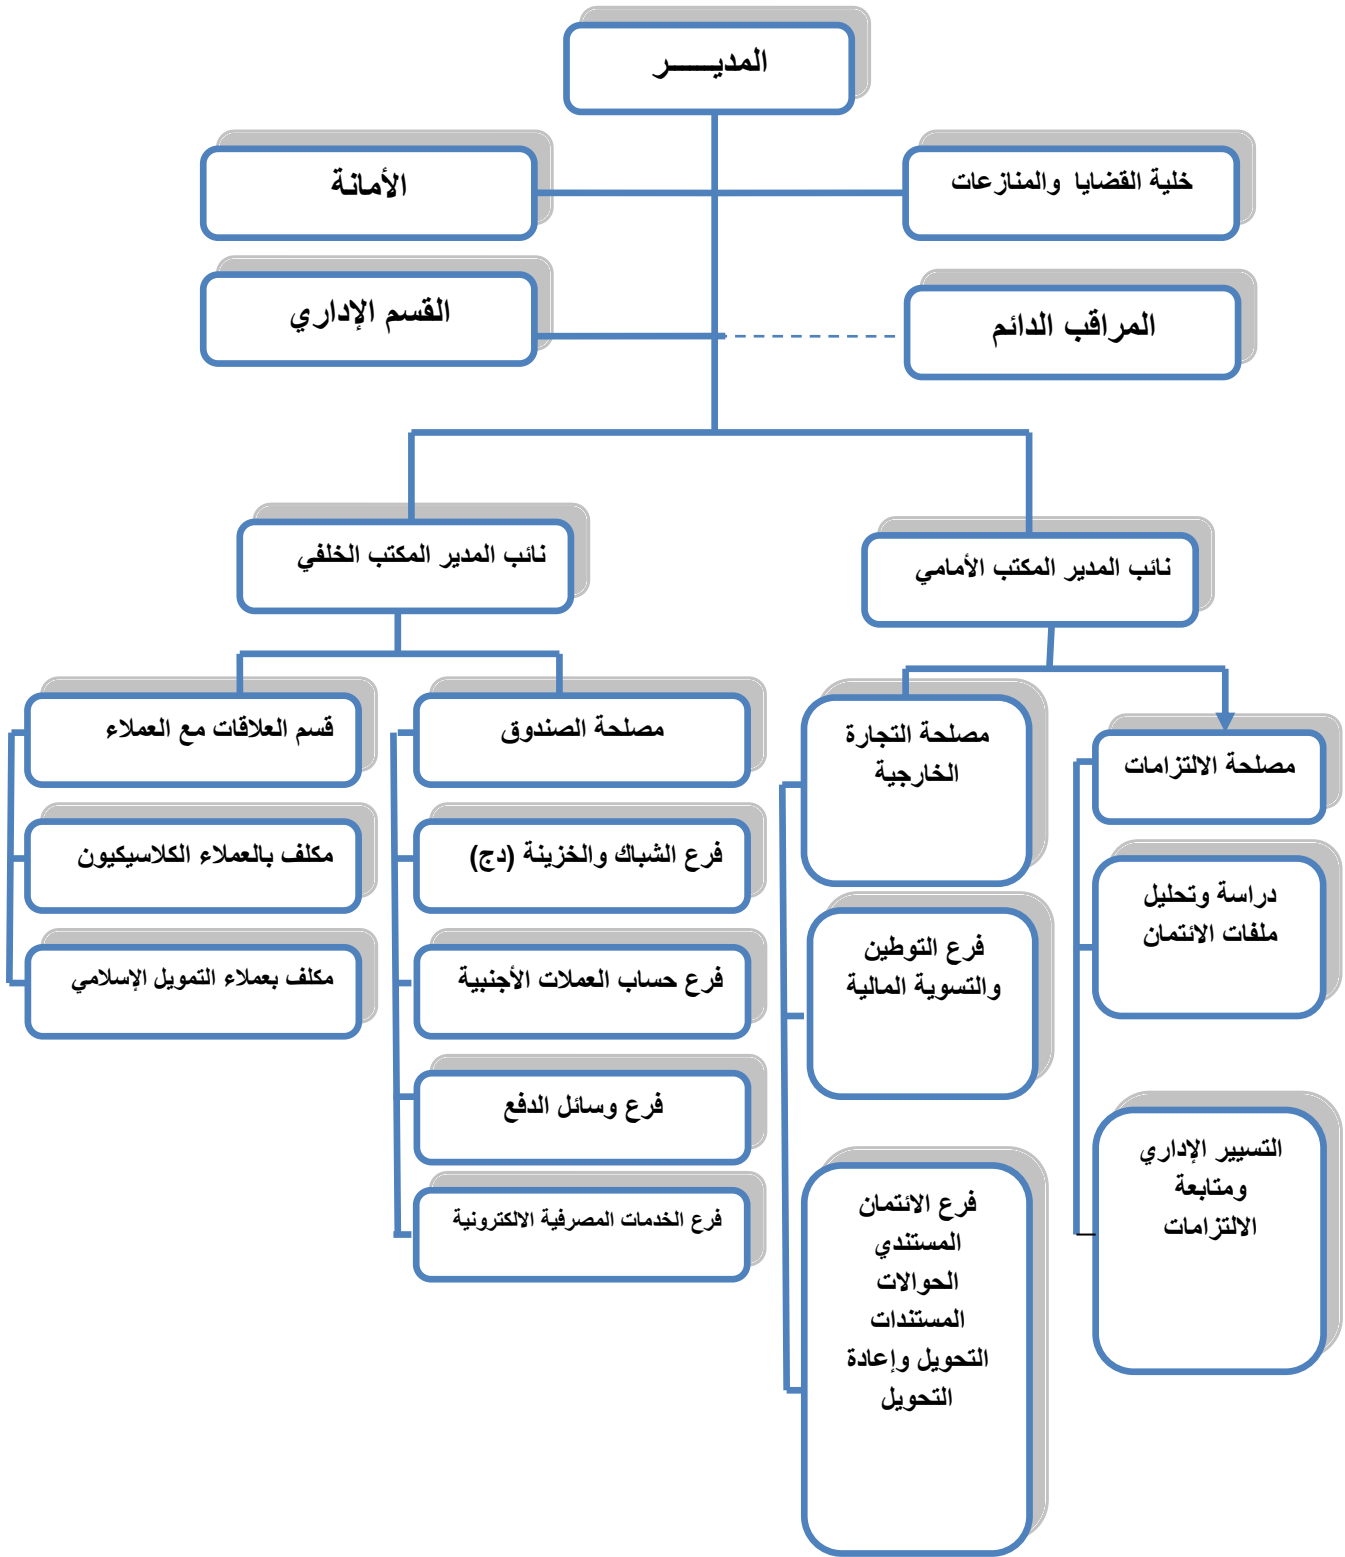 المديـــــر
خلية القضايا والمنازعات
الأمانة
المراقب الدائم
القسم الإداري
نائب المدير المكتب الأمامي
نائب المدير المكتب الخلفي
مصلحة الالتزامات
دراسة وتحليل
ملفات الائتمان
التسيير الإداري
ومتابعة
الالتزامات
مصلحة التجارة
الخارجية
فرع التوطين
والتسوية المالية
فرع الائتمان
المستندي
الحوالات
المستندات
التحويل وإعادة
التحويل
مصلحة الصندوق
فرع الشباك والخزينة (دج)
فرع حساب العملات الأجنبية
فرع وسائل الدفع
فرع الخدمات المصرفية الالكترونية
قسم العلاقات مع العملاء
مكلف بالعملاء الكلاسيكيون
مكلف بعملاء التمويل الإسلامي